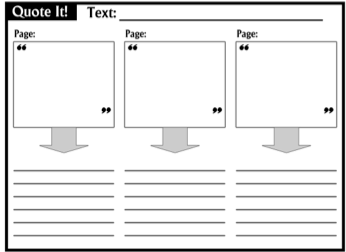 Quote It! Text:
Page: Page: Page:
“ “ “
” ” ”